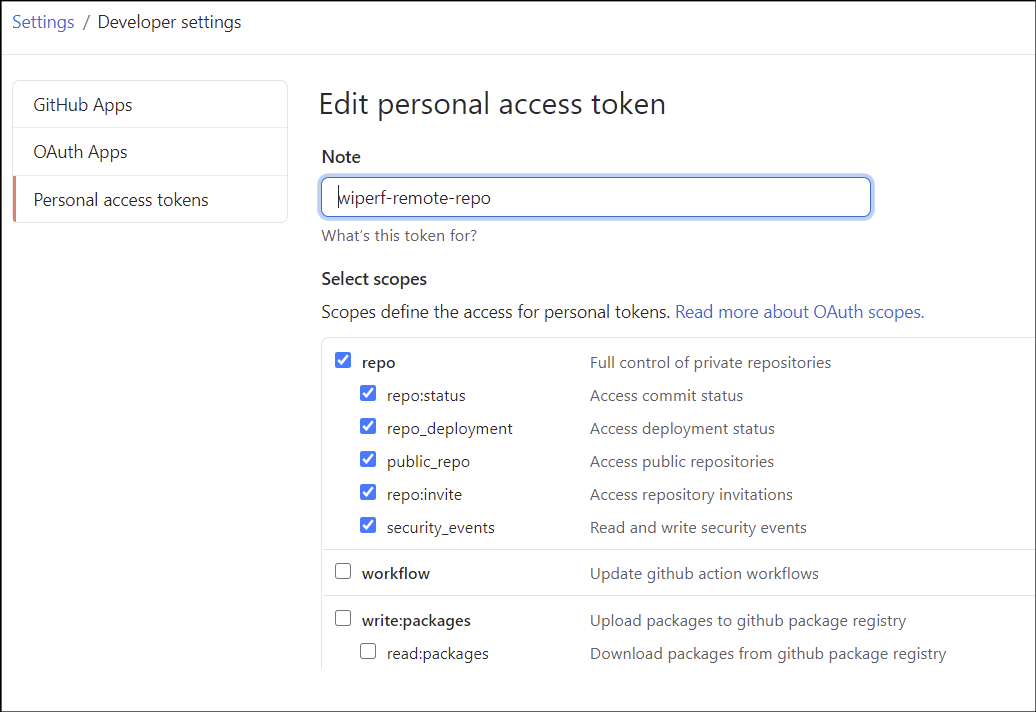 Settings / Developer settings
GitHub Apps
OAuth Apps
Personal access tokens
Edit personal access token
Note
wiperf-remote-repo
What's this token for?
Select scopes
Scopes define the access for personal tokens. Read more about OAuth scopes.
repo Full control of private repositories
repo:status Access commit status
repo_deployment Access deployment status
public_repo Access public repositories
repo:invite Access repository invitations
security_events Read and write security events
workflow Update github action workflows
write:packages Upload packages to github package registry
read:packages Download packages from github package registry